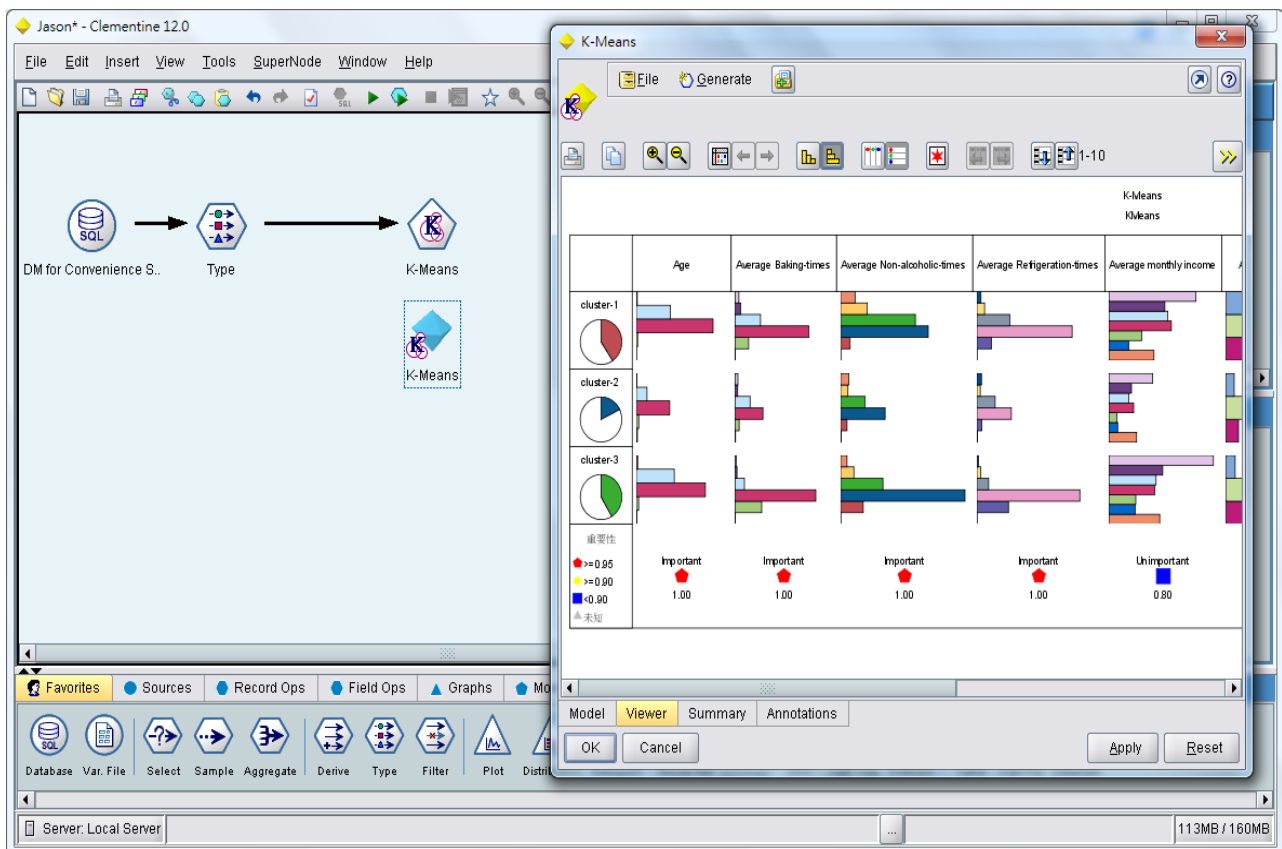 Jason* - Clementine 12.0
File Edit Insert View Tools SuperNode Window Help
SQL
SQL
DM for Convenience S..
Type
K-Means
K-Means
K-Means
File Generate
1-10
K-Means
KMeans
Age
Average Baking-times
Average Non-alcoholic-times
Average Refrigeration-times
Average monthly income
cluster-1
cluster-2
cluster-3
重要性
>=0.95
>=0.90
<0.90
未知
Important
1.00
Important
1.00
Important
1.00
Important
1.00
Unimportant
0.80
Model Viewer Summary Annotations
OK Cancel Apply Reset
Favorites Sources Record Ops Field Ops Graphs Mo
SQL
Database Var. File Select Sample Aggregate Derive Type Filter Plot Distri
Server: Local Server
...
113MB / 160MB